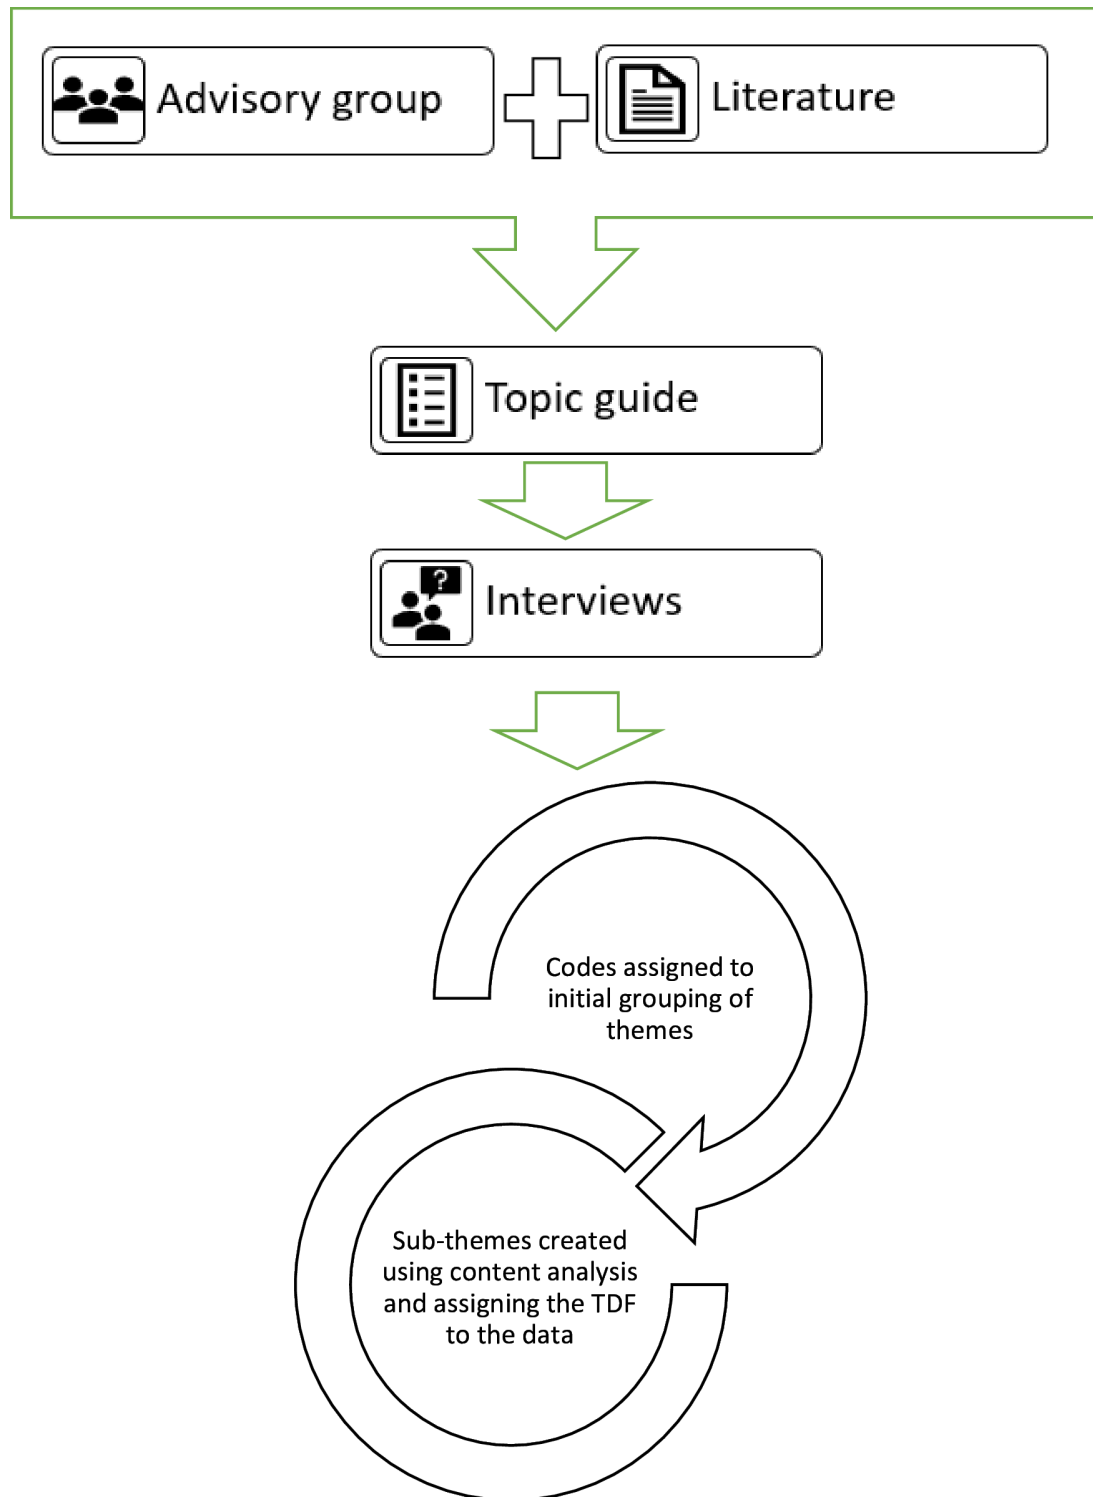 Advisory group
Literature
Topic guide
?
Interviews
Codes assigned to
initial grouping of
themes
Sub-themes created
using content analysis
and assigning the TDF
to the data